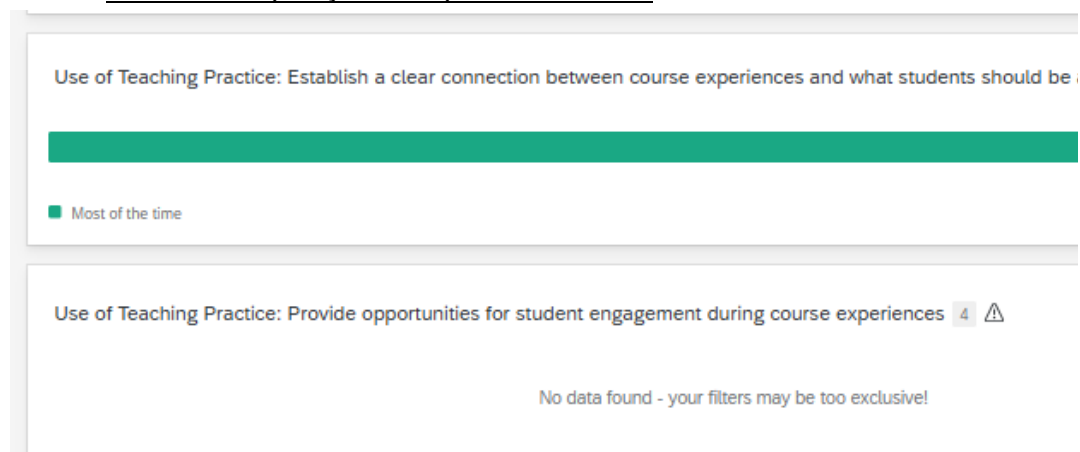 Use of Teaching Practice: Establish a clear connection between course experiences and what students should be
Most of the time
Use of Teaching Practice: Provide opportunities for student engagement during course experiences 4
No data found - your filters may be too exclusive!